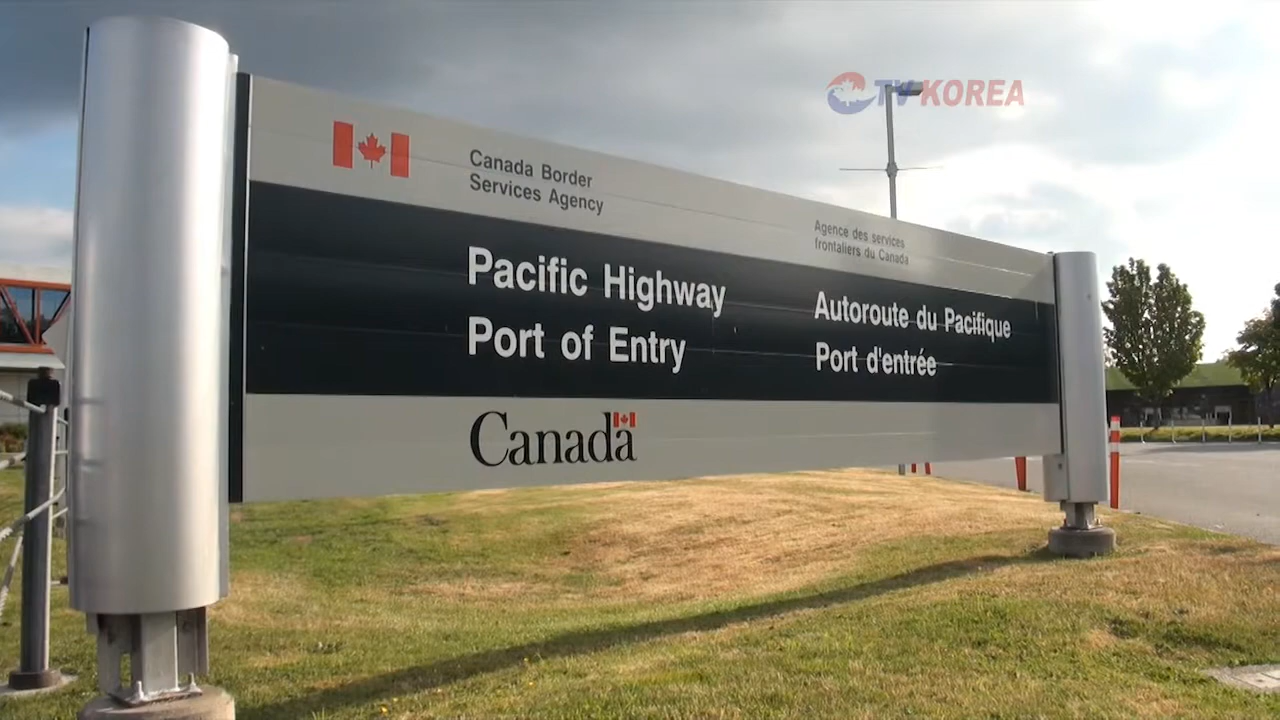 TV KOREA
Canada Border
Services Agency
Agence des services
frontaliers du Canada
Pacific Highway
Port of Entry
Autoroute du Pacifique
Port d'entrée
Canada